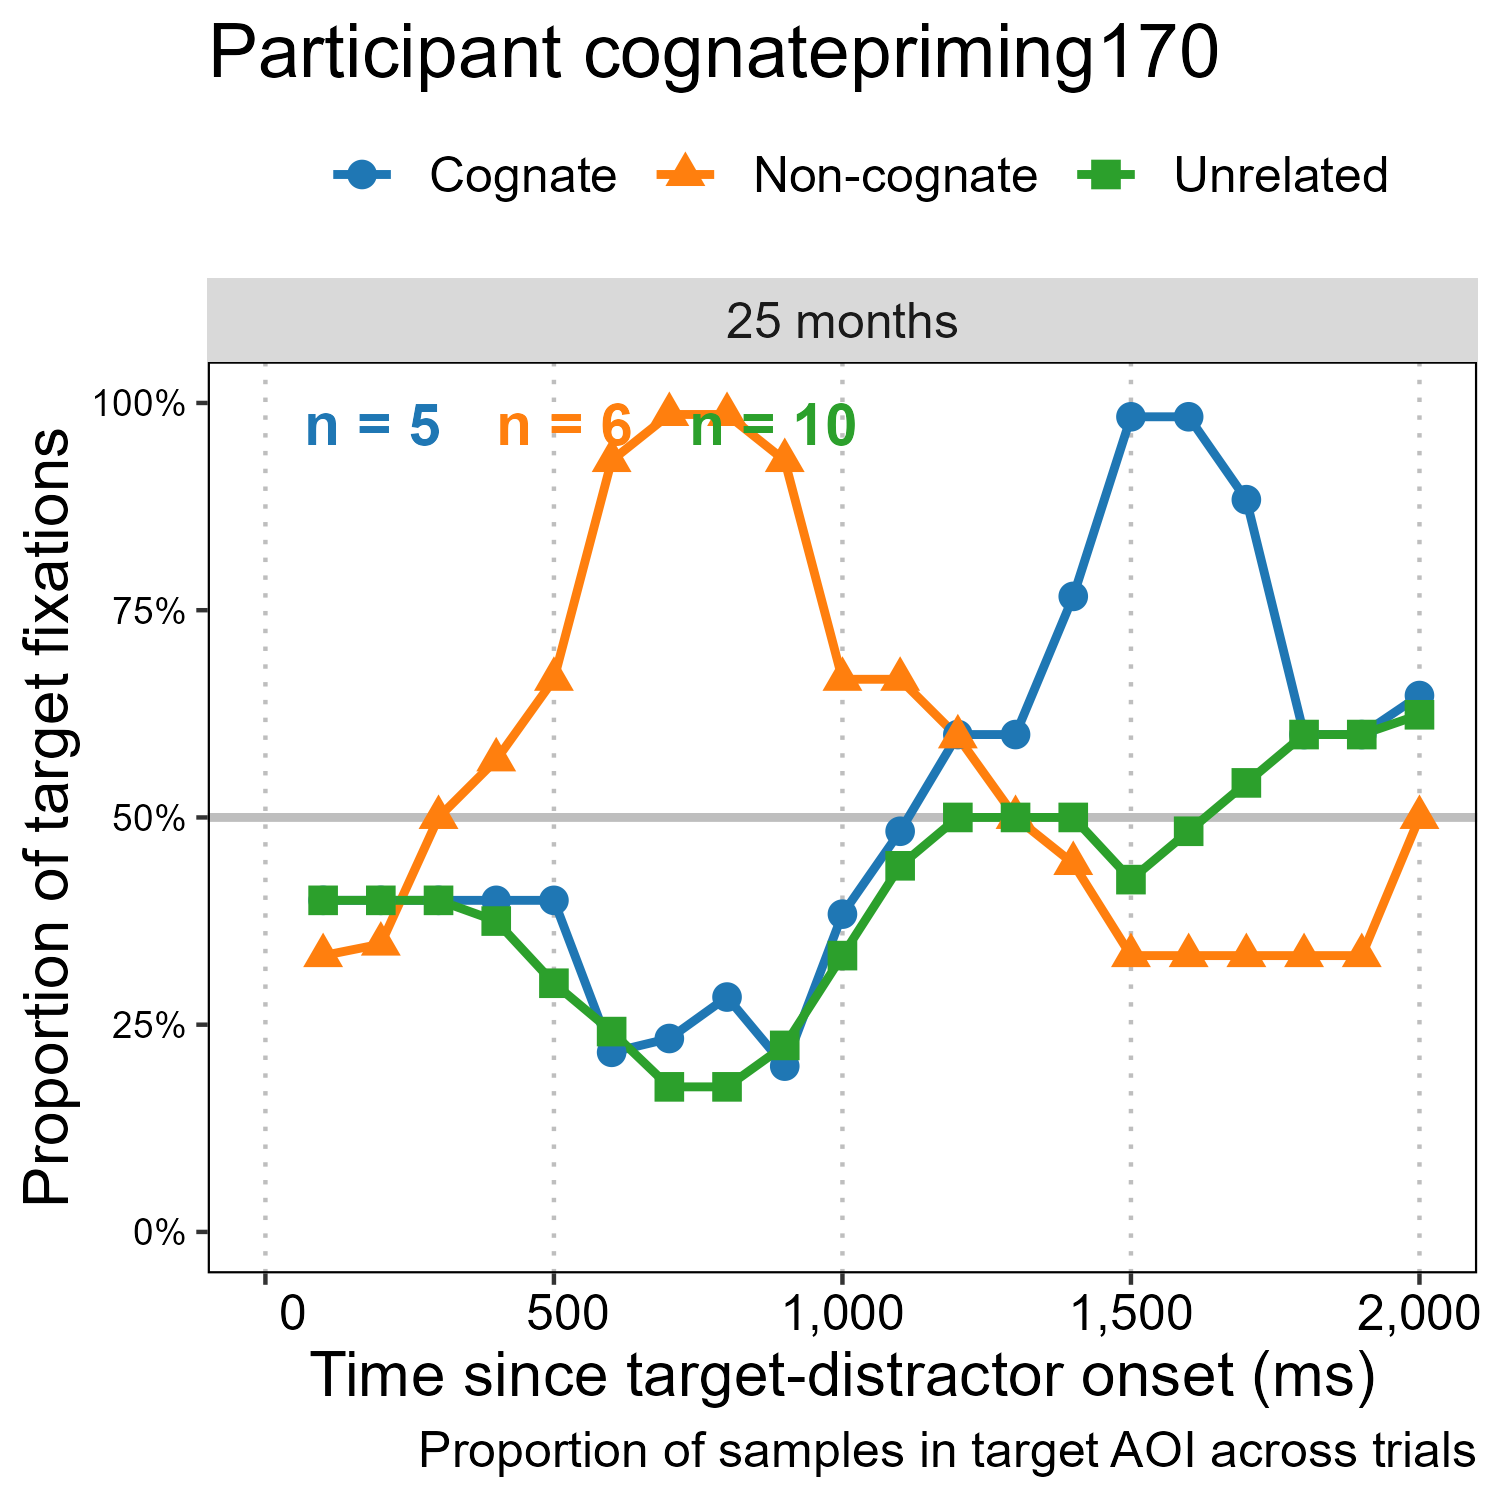 Participant cognatepriming170
Cognate Non-cognate Unrelated
25 months
n = 5 n = 6 n = 10
100%
75%
50%
25%
0%
Proportion of target fixations
0 500 1,000 1,500 2,000
Time since target-distractor onset (ms)
Proportion of samples in target AOI across trials